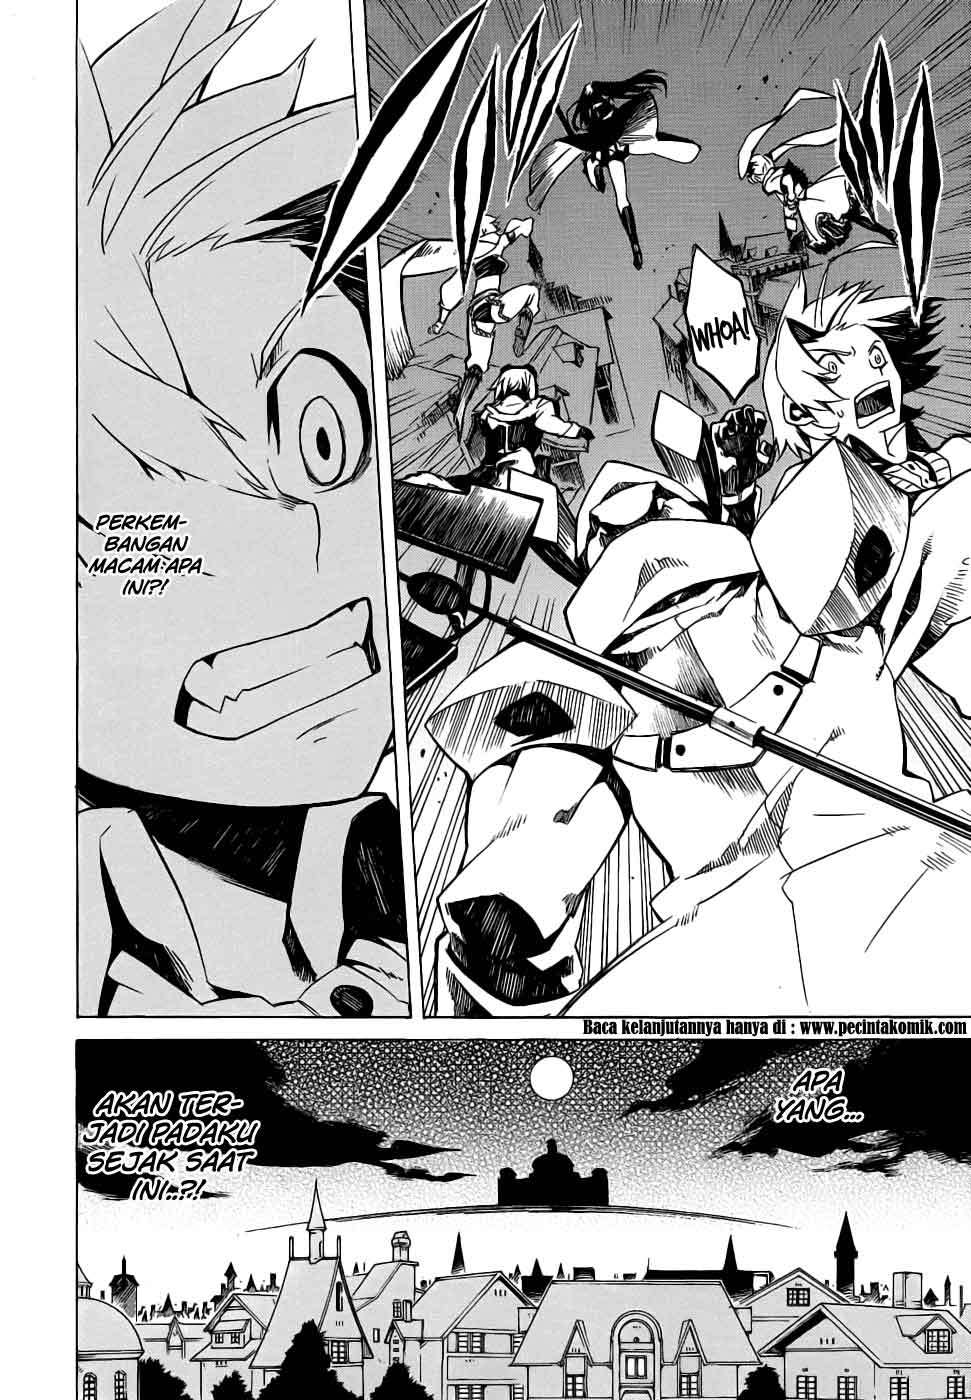 WHOA!
PERKEM-
BANGAN
MACAM APA
INI?!
Baca kelanjutannya hanya di : www.pecintakomik.com
APA
YANG...
AKAN TER-
JADI PADAKU
SEJAK SAAT
INI..?!